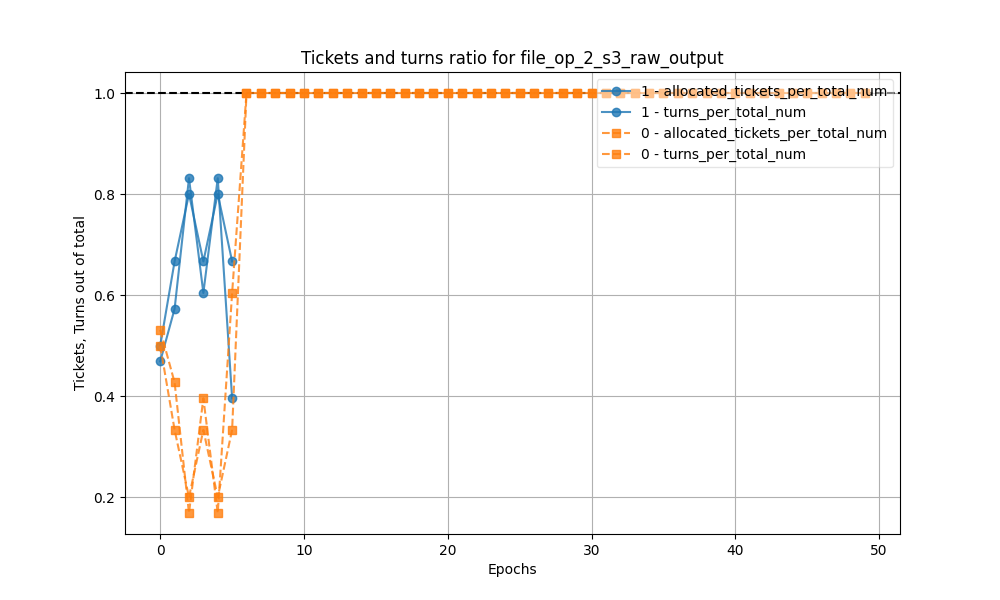 Tickets and turns ratio for file_op_2_s3_raw_output
1.0
0.8
0.6
0.4
0.2
Tickets, Turns out of total
1 - allocated_tickets_per_total_num
1 - turns_per_total_num
0 - allocated_tickets_per_total_num
0 - turns_per_total_num
0 10 20 30 40 50
Epochs